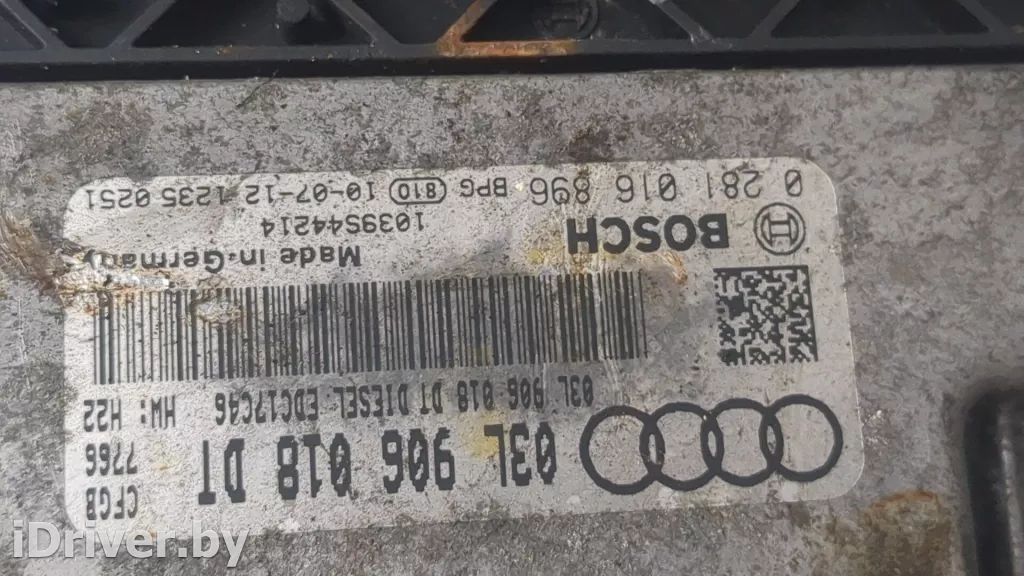 03L 906 018 DT
CFGB
7766
03L 906 018 DT DIESEL EDC17C46
HW: H22
Made in Germany
BOSCH
1039S44214
0 281 016 896 BPG 810 10-07-12 1235 0251
iDriver.by